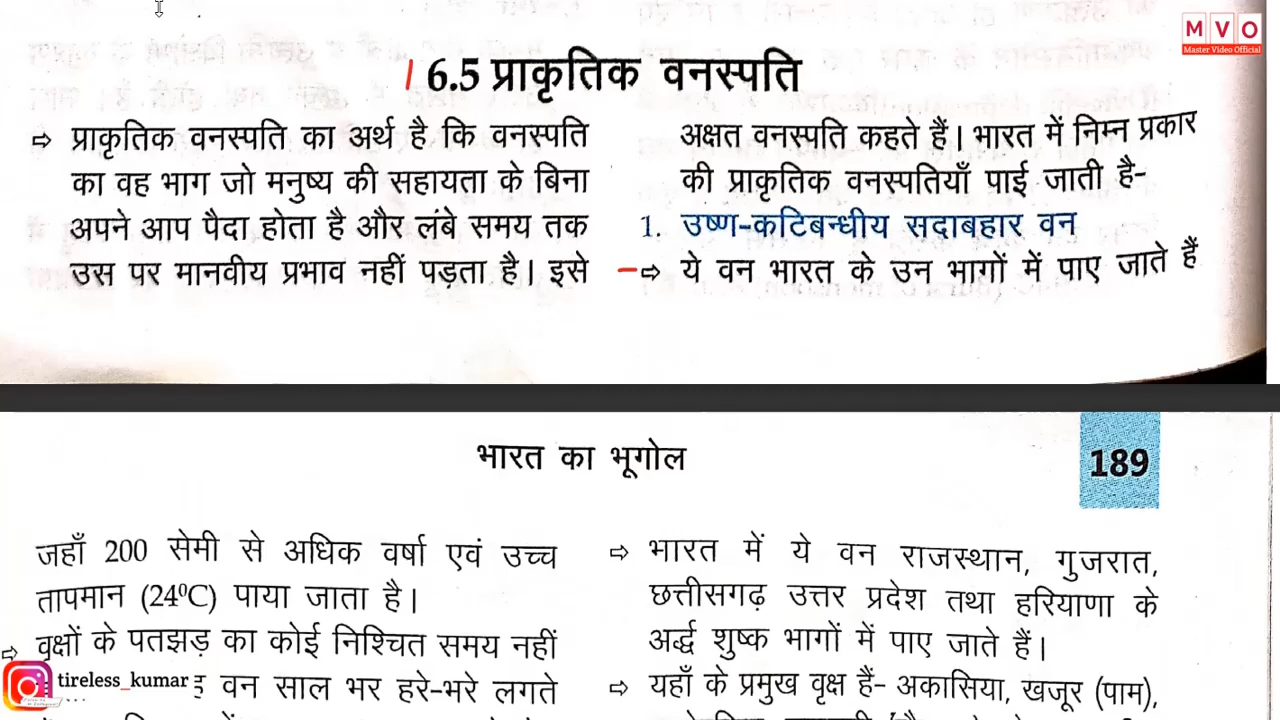 MVO
Master Video Official
6.5 प्राकृतिक वनस्पति
⇨ प्राकृतिक वनस्पति का अर्थ है कि वनस्पति
का वह भाग जो मनुष्य की सहायता के बिना
अपने आप पैदा होता है और लंबे समय तक
उस पर मानवीय प्रभाव नहीं पड़ता है। इसे
अक्षत वनस्पति कहते हैं। भारत में निम्न प्रकार
की प्राकृतिक वनस्पतियाँ पाई जाती है-
1. उष्ण-कटिबन्धीय सदाबहार वन
⇨ ये वन भारत के उन भागों में पाए जाते हैं
भारत का भूगोल
189
जहाँ 200 सेमी से अधिक वर्षा एवं उच्च
तापमान (24⁰C) पाया जाता है।
⇨ वृक्षों के पतझड़ का कोई निश्चित समय नहीं
वन साल भर हरे-भरे लगते
⇨ भारत में ये वन राजस्थान, गुजरात,
छत्तीसगढ़ उत्तर प्रदेश तथा हरियाणा के
अर्द्ध शुष्क भागों में पाए जाते हैं।
⇨ यहाँ के प्रमुख वृक्ष हैं- अकासिया, खजूर (पाम),
tireless_kumar